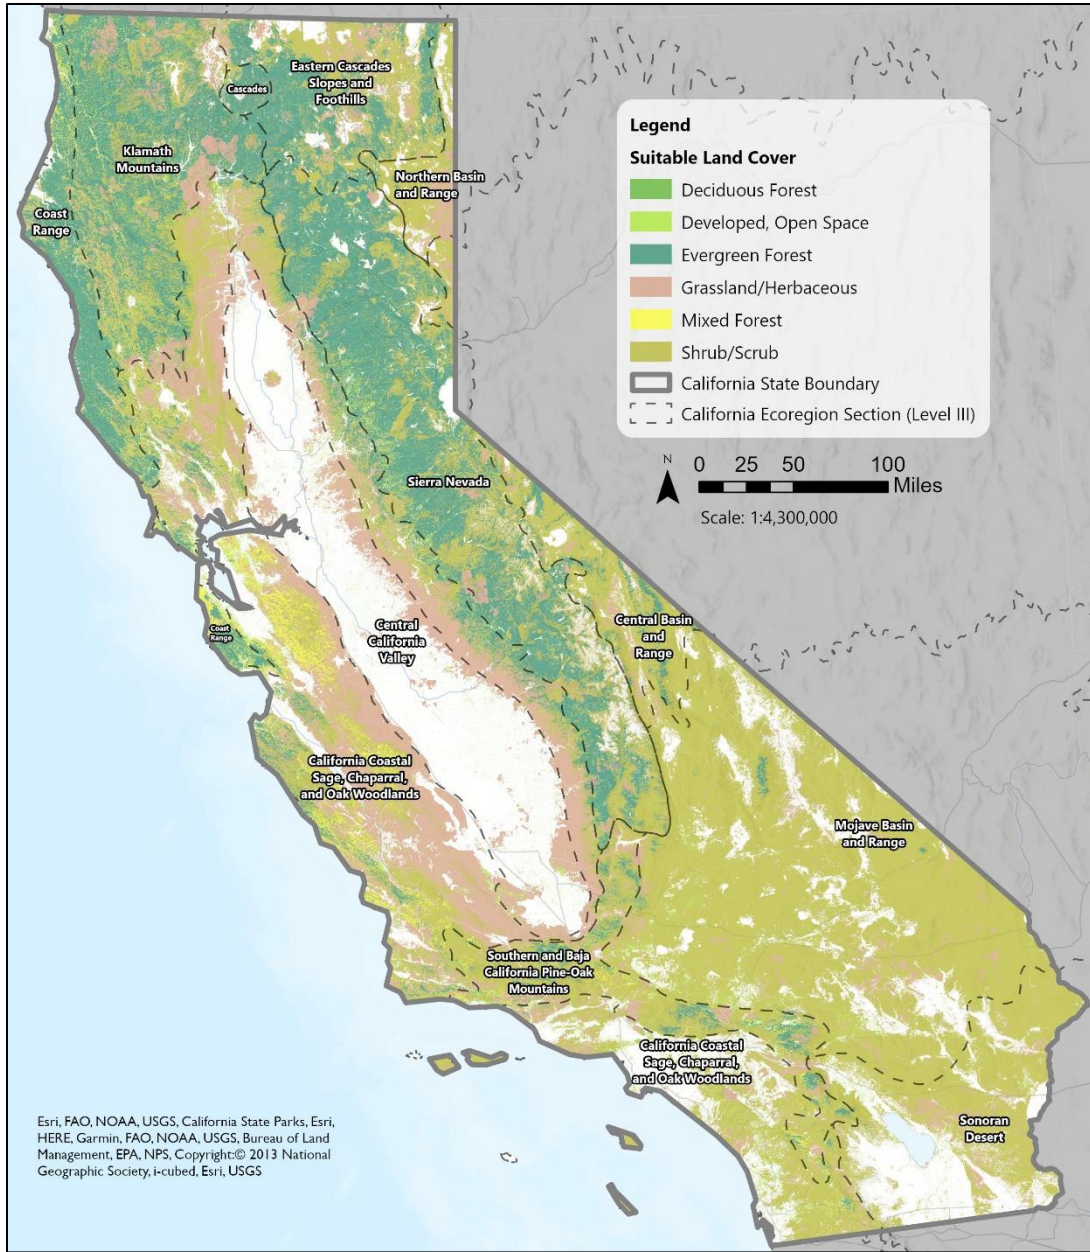 Eastern Cascades
Slopes and
Foothills
Cascades
Klamath
Mountains
Northern Basin
and Range
Coast
Range
Legend
Suitable Land Cover
Deciduous Forest
Developed, Open Space
Evergreen Forest
Grassland/Herbaceous
Mixed Forest
Shrub/Scrub
California State Boundary
California Ecoregion Section (Level III)
N
0 25 50 100
Miles
Scale: 1:4,300,000
Sierra Nevada
Central Basin
and
Range
Coast
Range
Central
California
Valley
California Coastal
Sage, Chaparral,
and Oak Woodlands
Mojave Basin
and Range
Southern and Baja
California Pine-Oak
Mountains
California Coastal
Sage, Chaparral,
and Oak Woodlands
Sonoran
Desert
Esri, FAO, NOAA, USGS, California State Parks, Esri,
HERE, Garmin, FAO, NOAA, USGS, Bureau of Land
Management, EPA, NPS, Copyright:© 2013 National
Geographic Society, i-cubed, Esri, USGS